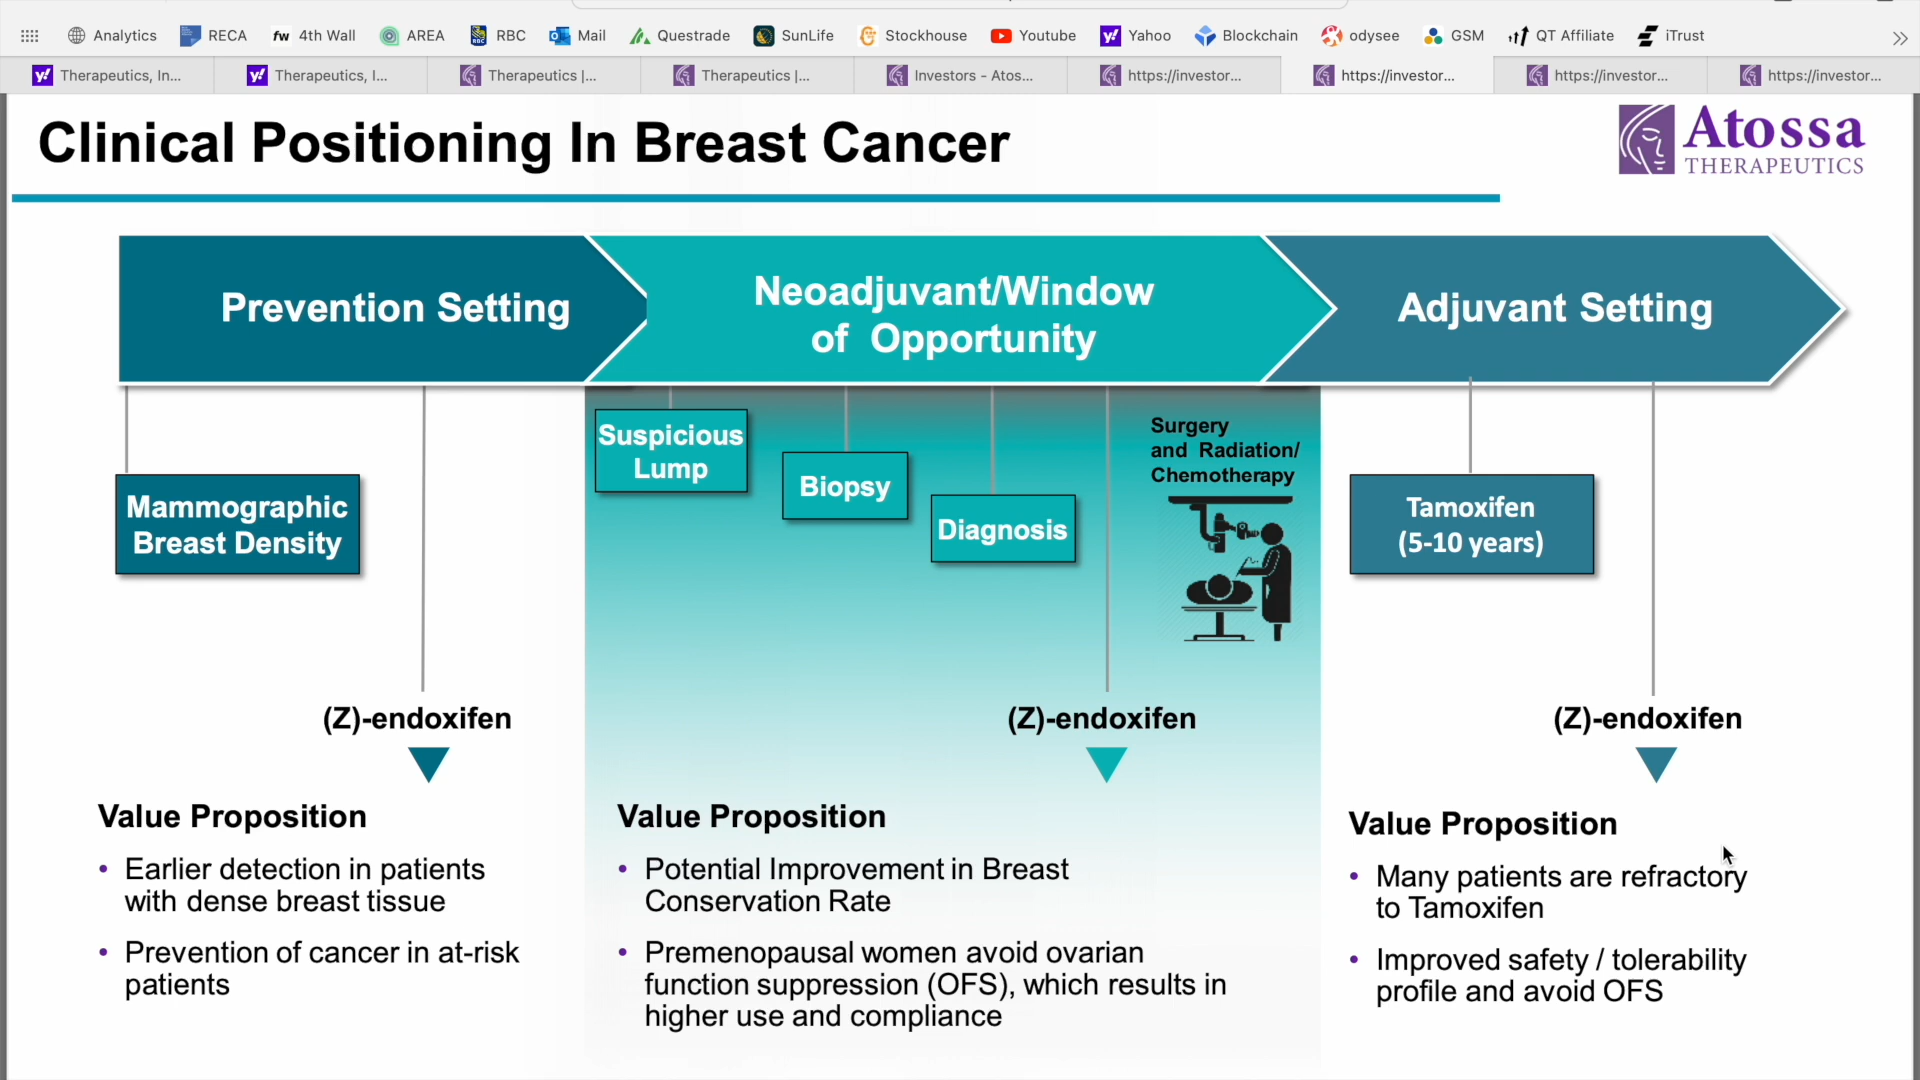 Analytics
RECA
fw 4th Wall
AREA
RBC
Mail
Questrade
SunLife
Stockhouse
Youtube
y! Yahoo
Blockchain
odysee
GSM
QT Affiliate
iTrust
y! Therapeutics, In...
y! Therapeutics, I...
Therapeutics |...
Therapeutics |...
Investors - Atos...
https://investor...
https://investor...
https://investor...
https://investor...
Clinical Positioning In Breast Cancer
Atossa
THERAPEUTICS
Prevention Setting
Neoadjuvant/Window
of Opportunity
Adjuvant Setting
Mammographic
Breast Density
Suspicious
Lump
Biopsy
Diagnosis
Surgery
and Radiation/
Chemotherapy
Tamoxifen
(5-10 years)
(Z)-endoxifen
(Z)-endoxifen
(Z)-endoxifen
Value Proposition
• Earlier detection in patients
with dense breast tissue
• Prevention of cancer in at-risk
patients
Value Proposition
• Potential Improvement in Breast
Conservation Rate
• Premenopausal women avoid ovarian
function suppression (OFS), which results in
higher use and compliance
Value Proposition
• Many patients are refractory
to Tamoxifen
• Improved safety / tolerability
profile and avoid OFS